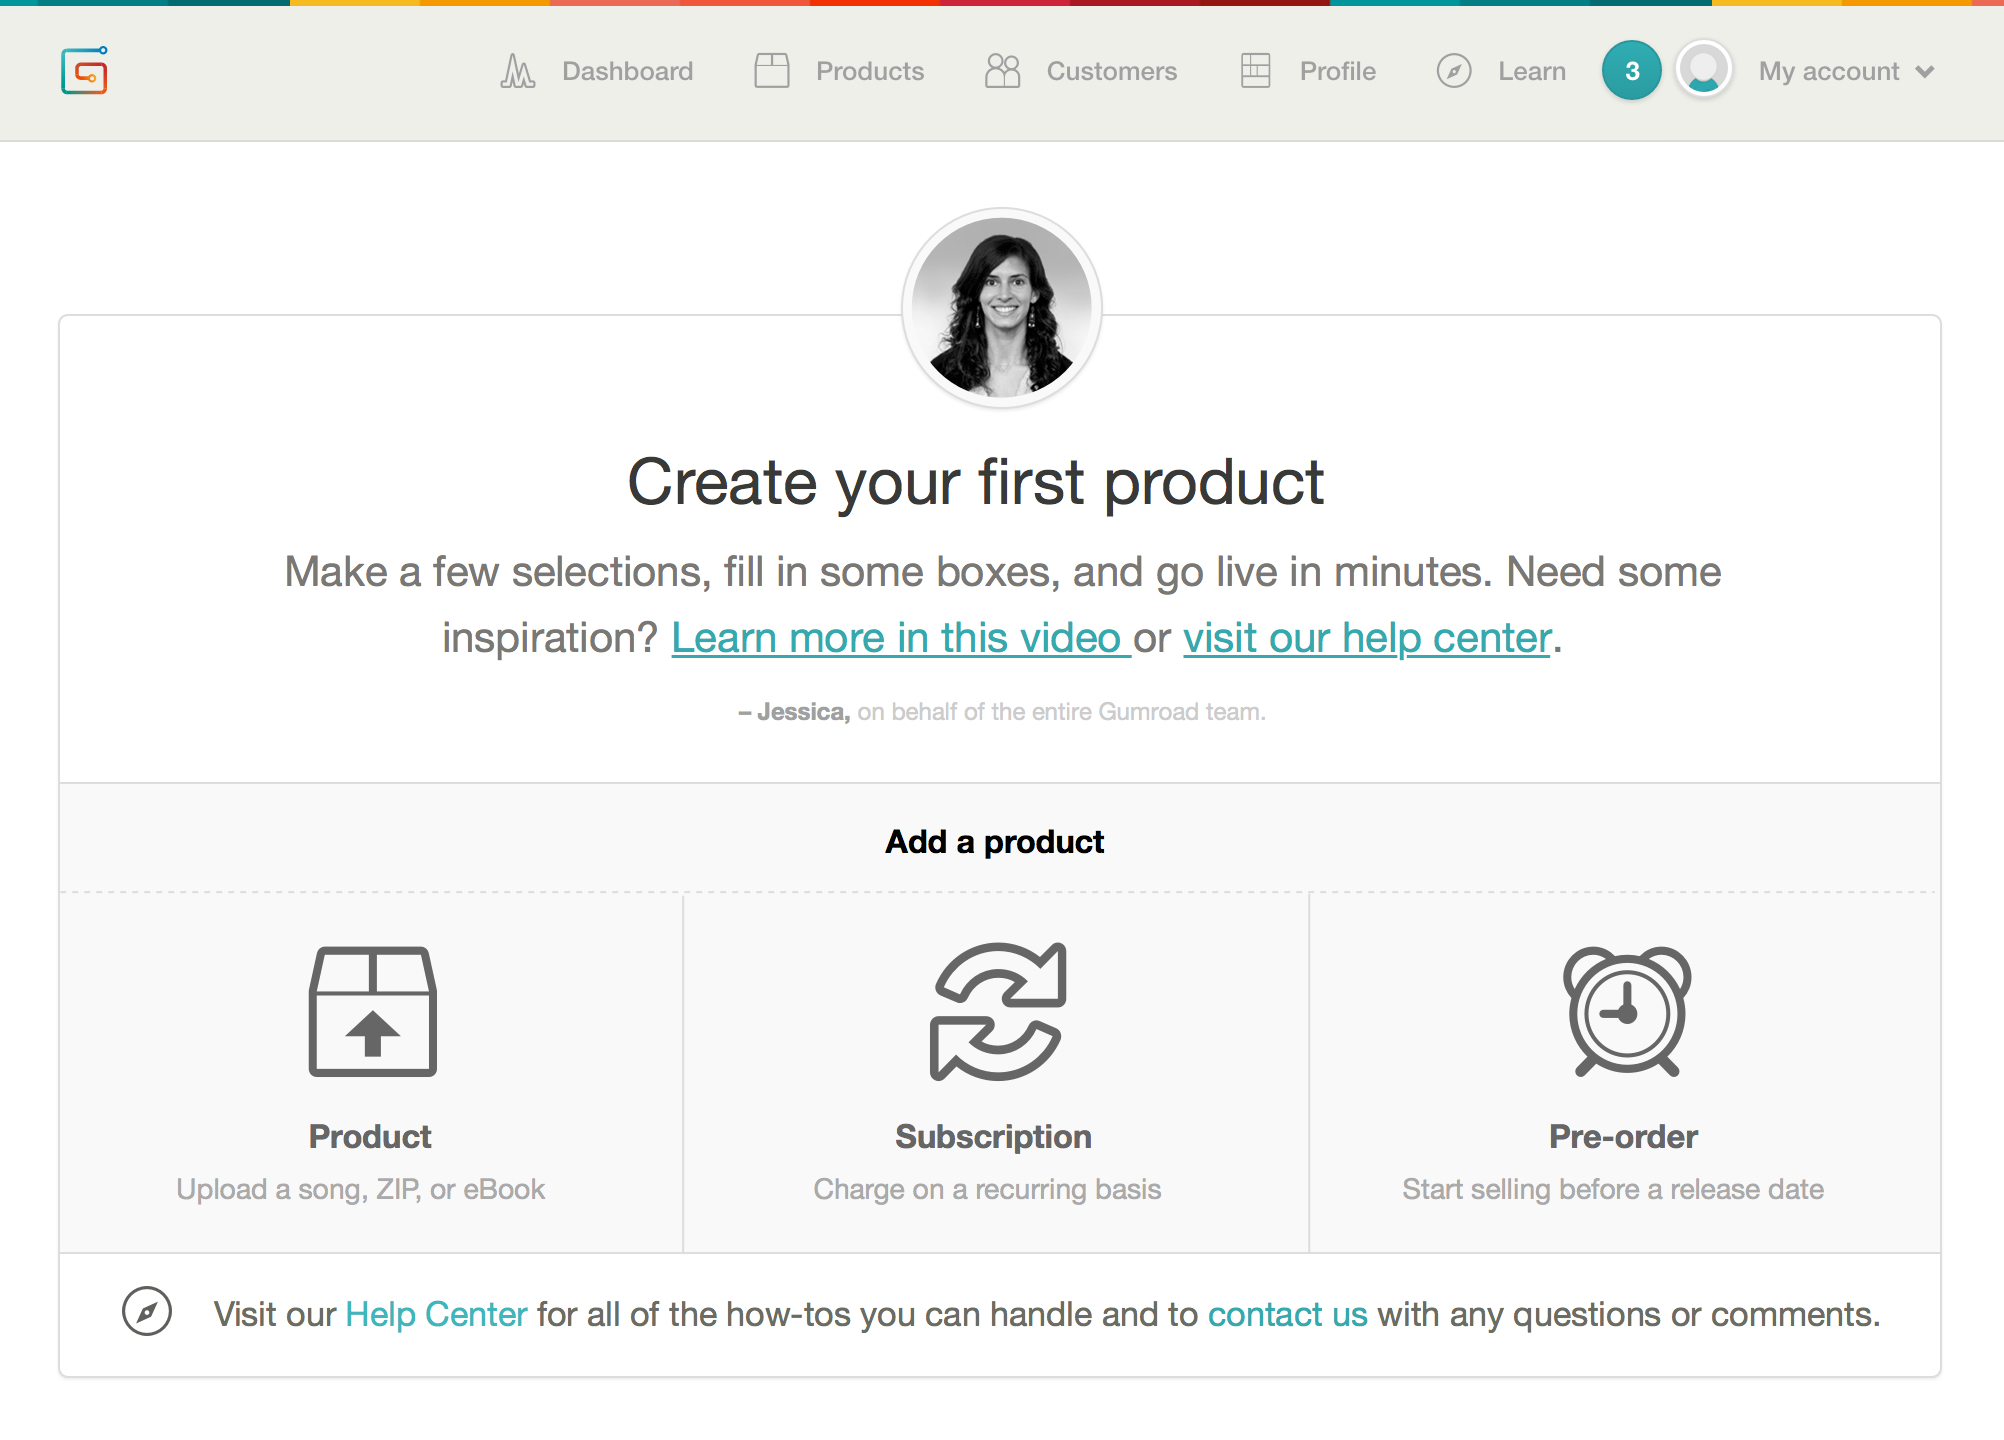 Dashboard
Products
Customers
Profile
Learn
3
My account
Create your first product
Make a few selections, fill in some boxes, and go live in minutes. Need some
inspiration? Learn more in this video or visit our help center.
– Jessica, on behalf of the entire Gumroad team.
Add a product
Product
Upload a song, ZIP, or eBook
Subscription
Charge on a recurring basis
Pre-order
Start selling before a release date
Visit our Help Center for all of the how-tos you can handle and to contact us with any questions or comments.